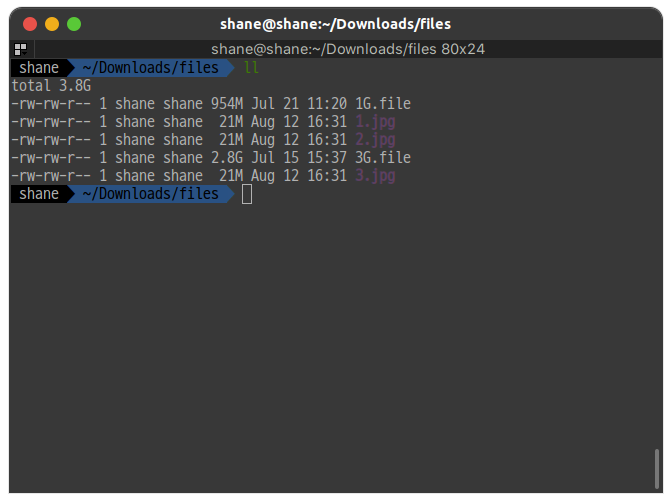 shane@shane:~/Downloads/files
shane@shane:~/Downloads/files 80x24
shane ~/Downloads/files ll
total 3.8G
-rw-rw-r-- 1 shane shane 954M Jul 21 11:20 1G.file
-rw-rw-r-- 1 shane shane  21M Aug 12 16:31 1.jpg
-rw-rw-r-- 1 shane shane  21M Aug 12 16:31 2.jpg
-rw-rw-r-- 1 shane shane 2.8G Jul 15 15:37 3G.file
-rw-rw-r-- 1 shane shane  21M Aug 12 16:31 3.jpg
shane ~/Downloads/files